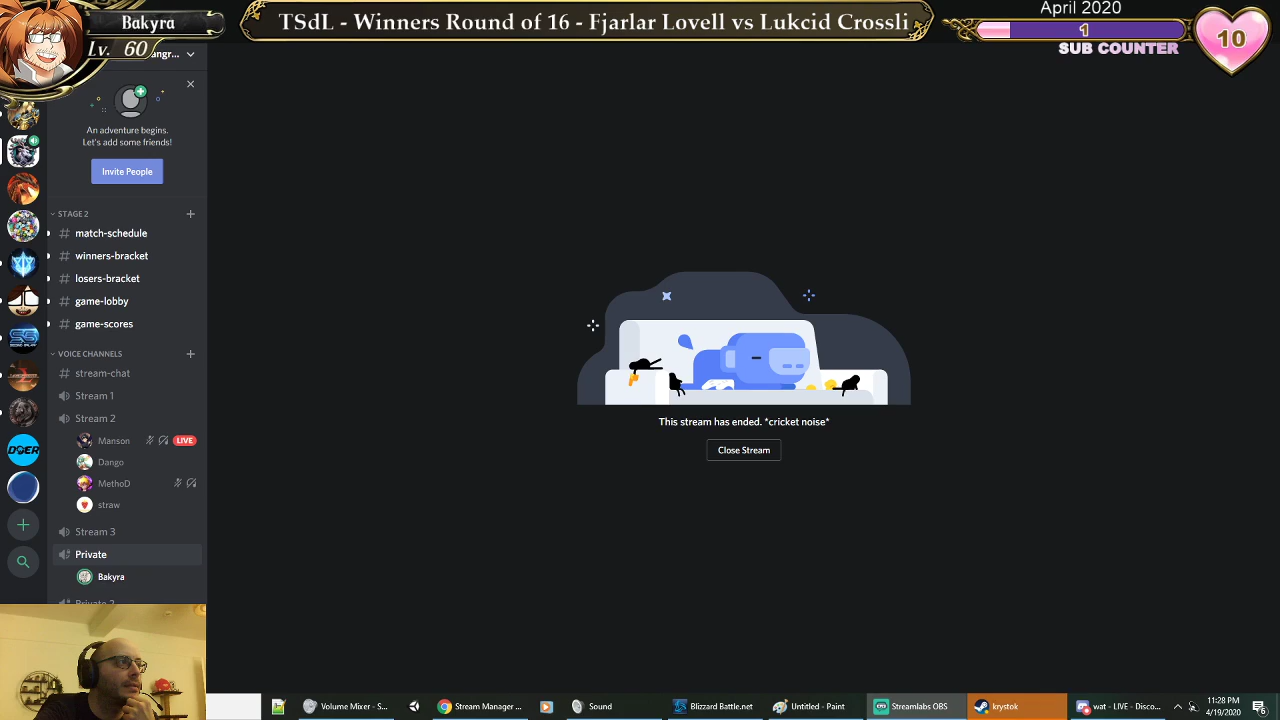 Bakyra
Lv. 60
TSdL - Winners Round of 16 - Fjarlar Lovell vs Lukcid Crossli
April 2020
1
SUB COUNTER
10
angr...
An adventure begins.
Let's add some friends!
Invite People
STAGE 2
match-schedule
winners-bracket
losers-bracket
game-lobby
game-scores
VOICE CHANNELS
stream-chat
Stream 1
Stream 2
Manson LIVE
Dango
MethoD
straw
Stream 3
Private
Bakyra
Private 2
This stream has ended. *cricket noise*
Close Stream
DGER
Volume Mixer - S...
Stream Manager ...
Sound
Blizzard Battle.net
Untitled - Paint
Streamlabs OBS
krystok
wat - LIVE - Disco...
11:28 PM
4/19/2020